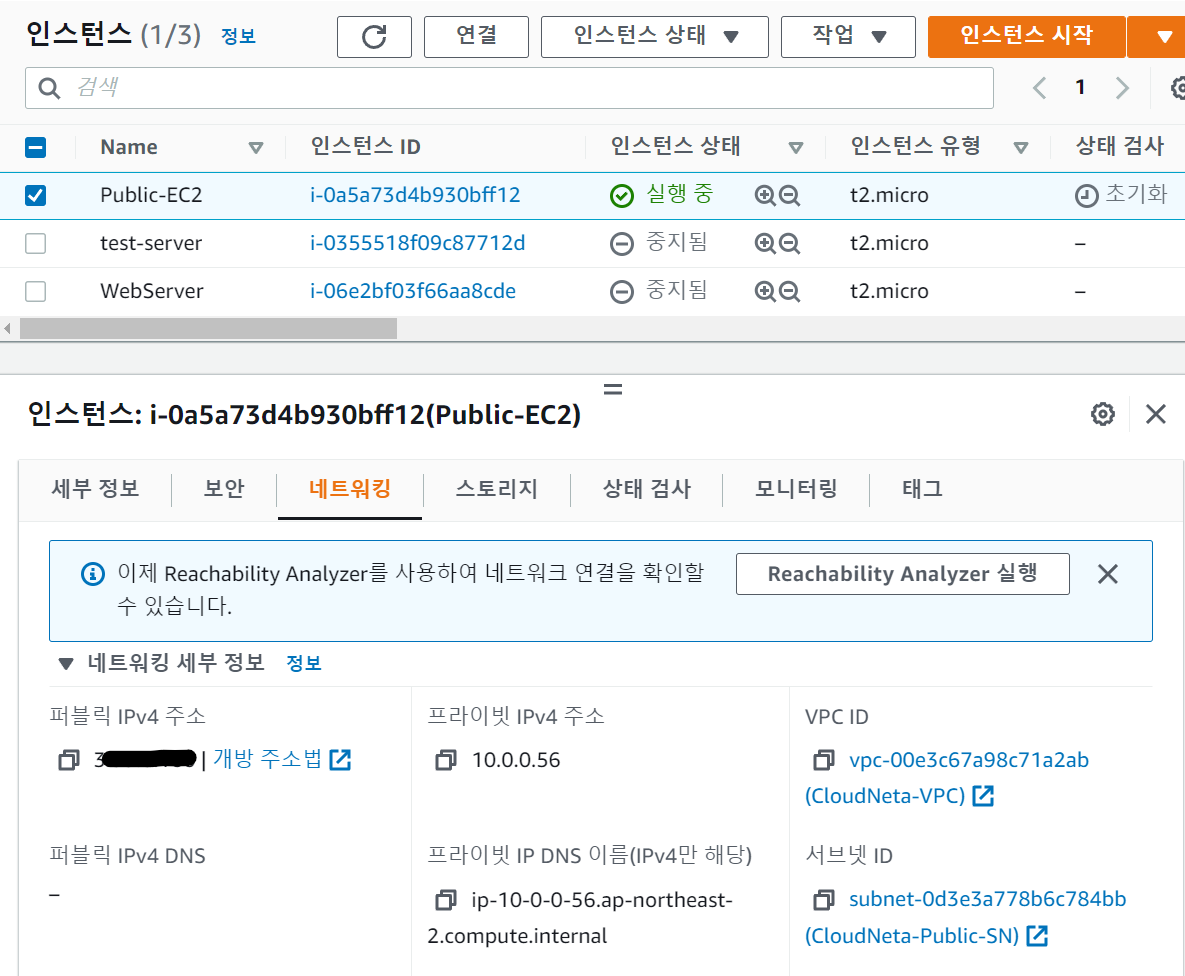 인스턴스 (1/3) 정보 연결 인스턴스 상태 ▼ 작업 ▼ 인스턴스 시작 ▼
검색 1
Name 인스턴스 ID 인스턴스 상태 인스턴스 유형 상태 검사
Public-EC2 i-0a5a73d4b930bff12 실행 중 t2.micro 초기화
test-server i-0355518f09c87712d 중지됨 t2.micro –
WebServer i-06e2bf03f66aa8cde 중지됨 t2.micro –
인스턴스: i-0a5a73d4b930bff12(Public-EC2)
세부 정보 보안 네트워킹 스토리지 상태 검사 모니터링 태그
이제 Reachability Analyzer를 사용하여 네트워크 연결을 확인할
수 있습니다.
Reachability Analyzer 실행
▼ 네트워킹 세부 정보 정보
퍼블릭 IPv4 주소
| 개방 주소법
프라이빗 IPv4 주소
10.0.0.56
VPC ID
vpc-00e3c67a98c71a2ab
(CloudNeta-VPC)
퍼블릭 IPv4 DNS
–
프라이빗 IP DNS 이름(IPv4만 해당)
ip-10-0-0-56.ap-northeast-
2.compute.internal
서브넷 ID
subnet-0d3e3a778b6c784bb
(CloudNeta-Public-SN)